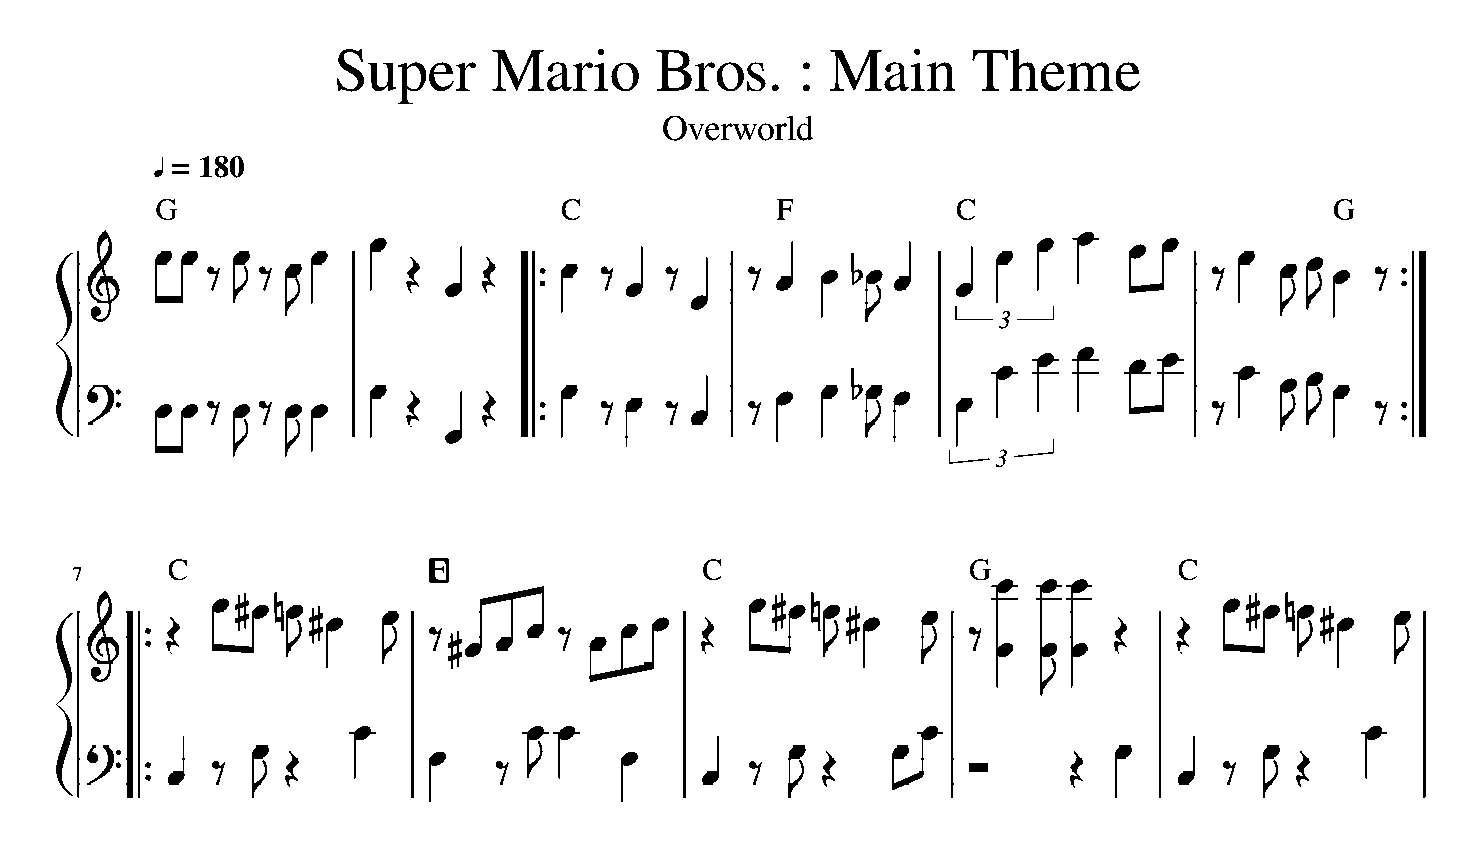 Super Mario Bros. : Main Theme
Overworld
♩ = 180
G C F C G
3
3
7
C F C G C